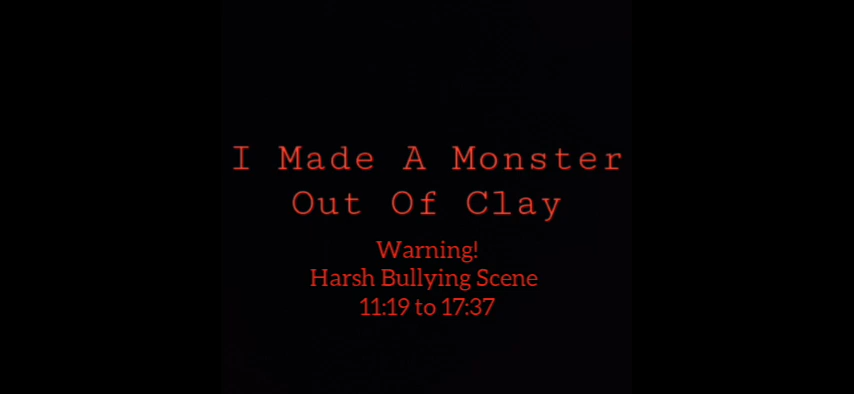 I Made A Monster
Out Of Clay
Warning!
Harsh Bullying Scene
11:19 to 17:37